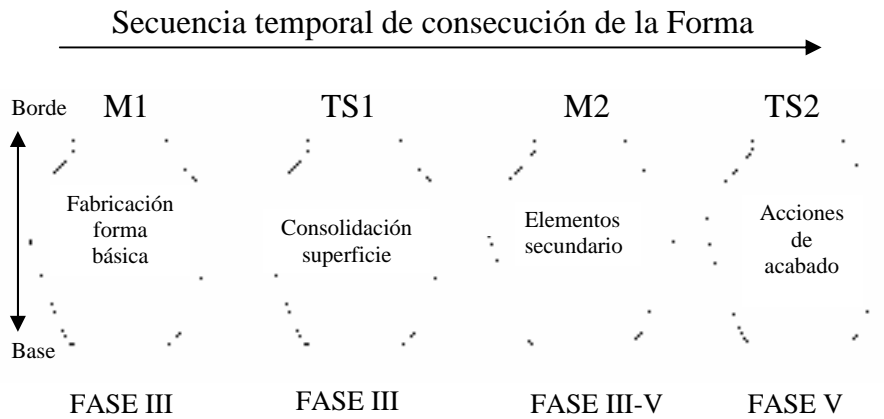 Secuencia temporal de consecución de la Forma
Borde
M1
TS1
M2
TS2
Fabricación
forma
básica
Consolidación
superficie
Elementos
secundario
Acciones
de
acabado
Base
FASE III
FASE III
FASE III-V
FASE V